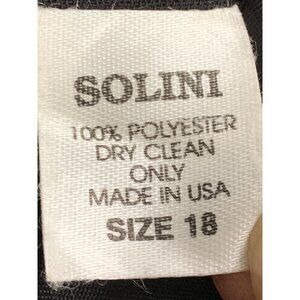 SOLINI
100% POLYESTER
DRY CLEAN
ONLY
MADE IN USA
SIZE 18